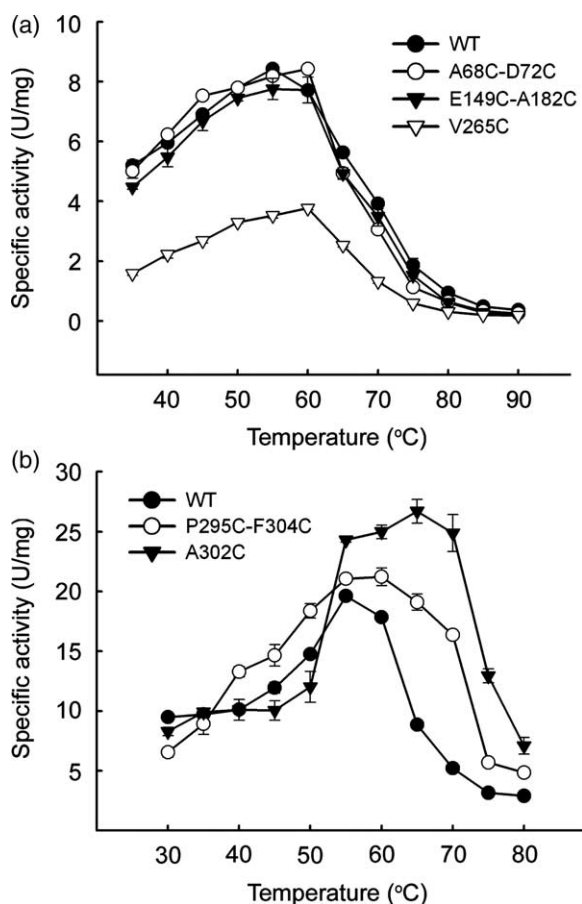 (a)
WT
A68C-D72C
E149C-A182C
V265C
Specific activity (U/mg)
10
8
6
4
2
0
40 50 60 70 80 90
Temperature (°C)
(b)
WT
P295C-F304C
A302C
Specific activity (U/mg)
30
25
20
15
10
5
30 40 50 60 70 80
Temperature (°C)